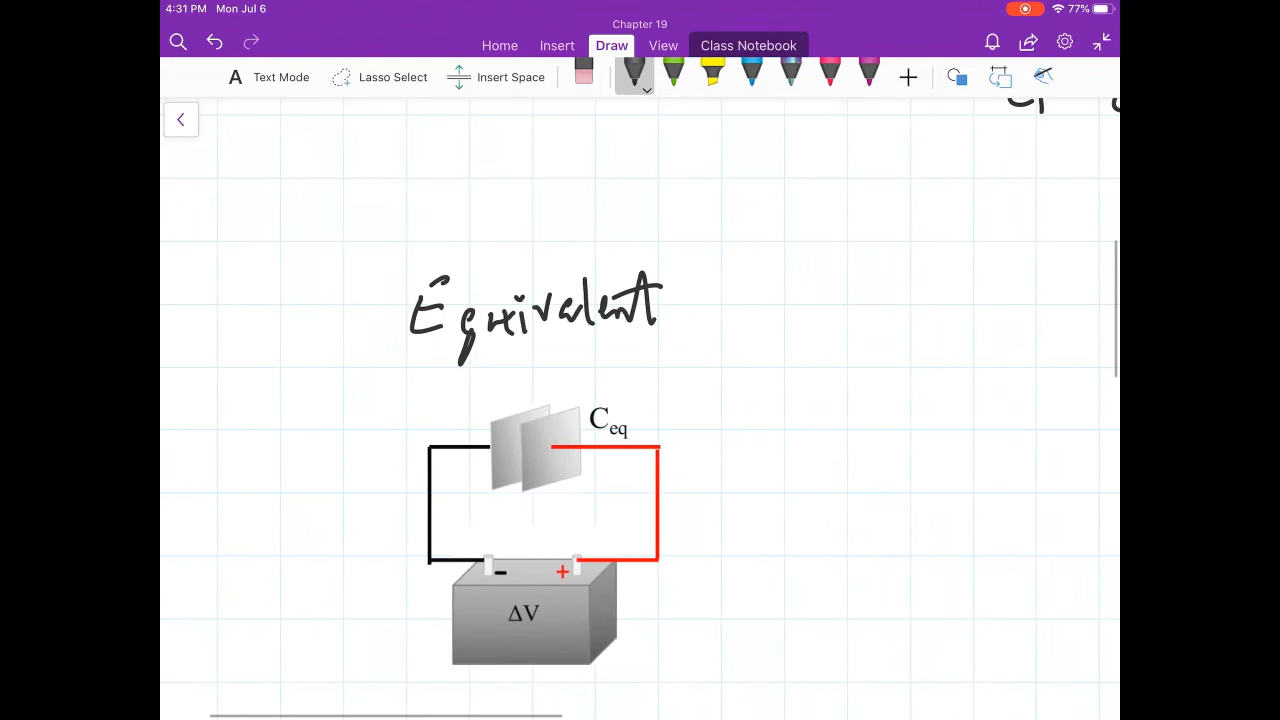 4:31 PM Mon Jul 6
77%
Chapter 19
Home Insert Draw View Class Notebook
A Text Mode Lasso Select Insert Space
Equivalent
Ceq
- +
ΔV